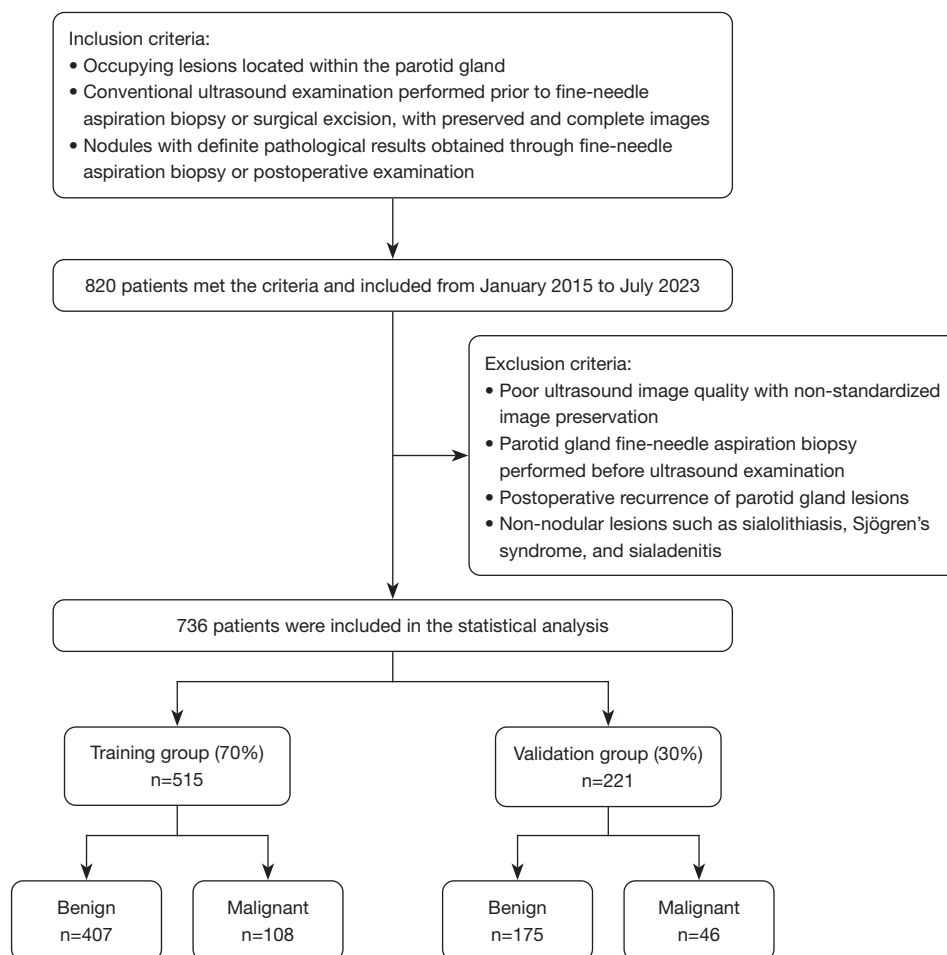 Inclusion criteria:
• Occupying lesions located within the parotid gland
• Conventional ultrasound examination performed prior to fine-needle
aspiration biopsy or surgical excision, with preserved and complete images
• Nodules with definite pathological results obtained through fine-needle
aspiration biopsy or postoperative examination
820 patients met the criteria and included from January 2015 to July 2023
Exclusion criteria:
• Poor ultrasound image quality with non-standardized
image preservation
• Parotid gland fine-needle aspiration biopsy
performed before ultrasound examination
• Postoperative recurrence of parotid gland lesions
• Non-nodular lesions such as sialolithiasis, Sjögren’s
syndrome, and sialadenitis
736 patients were included in the statistical analysis
Training group (70%)
n=515
Validation group (30%)
n=221
Benign
n=407
Malignant
n=108
Benign
n=175
Malignant
n=46